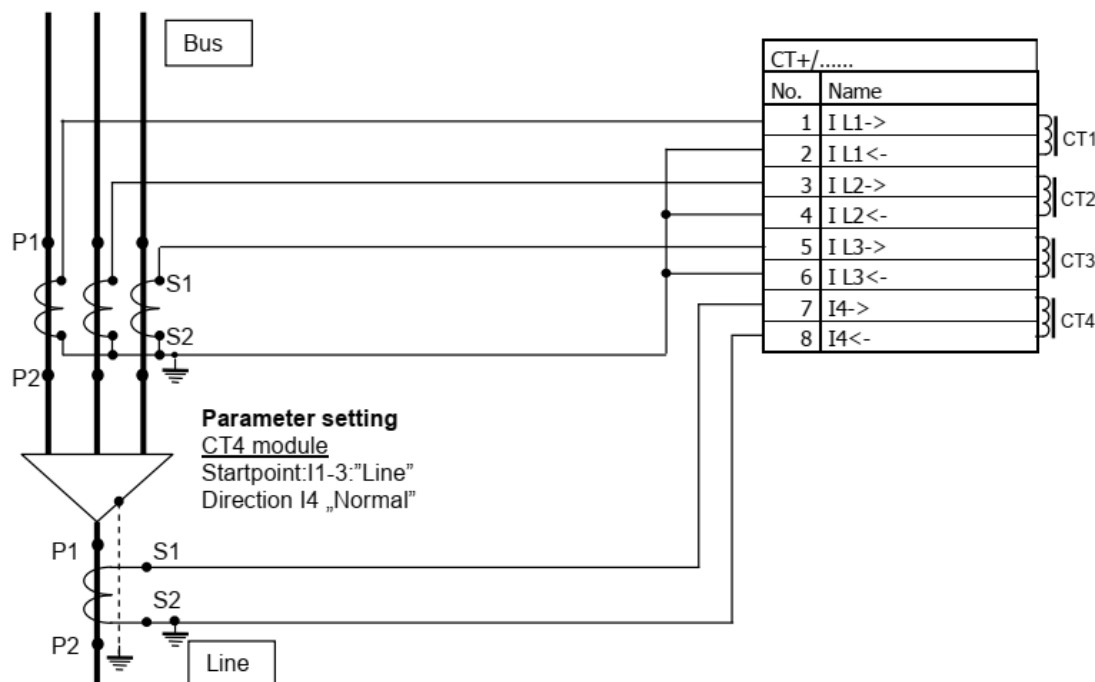 Bus
CT+/......
No. Name
1 I L1->
2 I L1<-
3 I L2->
4 I L2<-
5 I L3->
6 I L3<-
7 I4->
8 I4<-
CT1
CT2
CT3
CT4
P1
S1
S2
P2
Parameter setting
CT4 module
Startpoint:I1-3:”Line”
Direction I4 „Normal”
P1
S1
S2
P2
Line